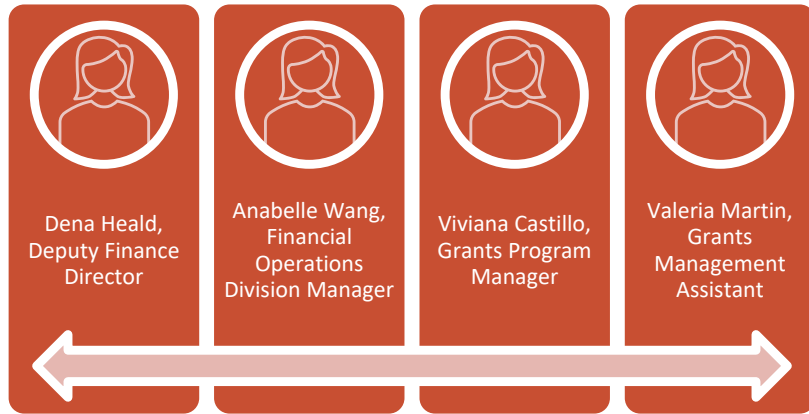 Dena Heald,
Deputy Finance
Director
Anabelle Wang,
Financial
Operations
Division Manager
Viviana Castillo,
Grants Program
Manager
Valeria Martin,
Grants
Management
Assistant